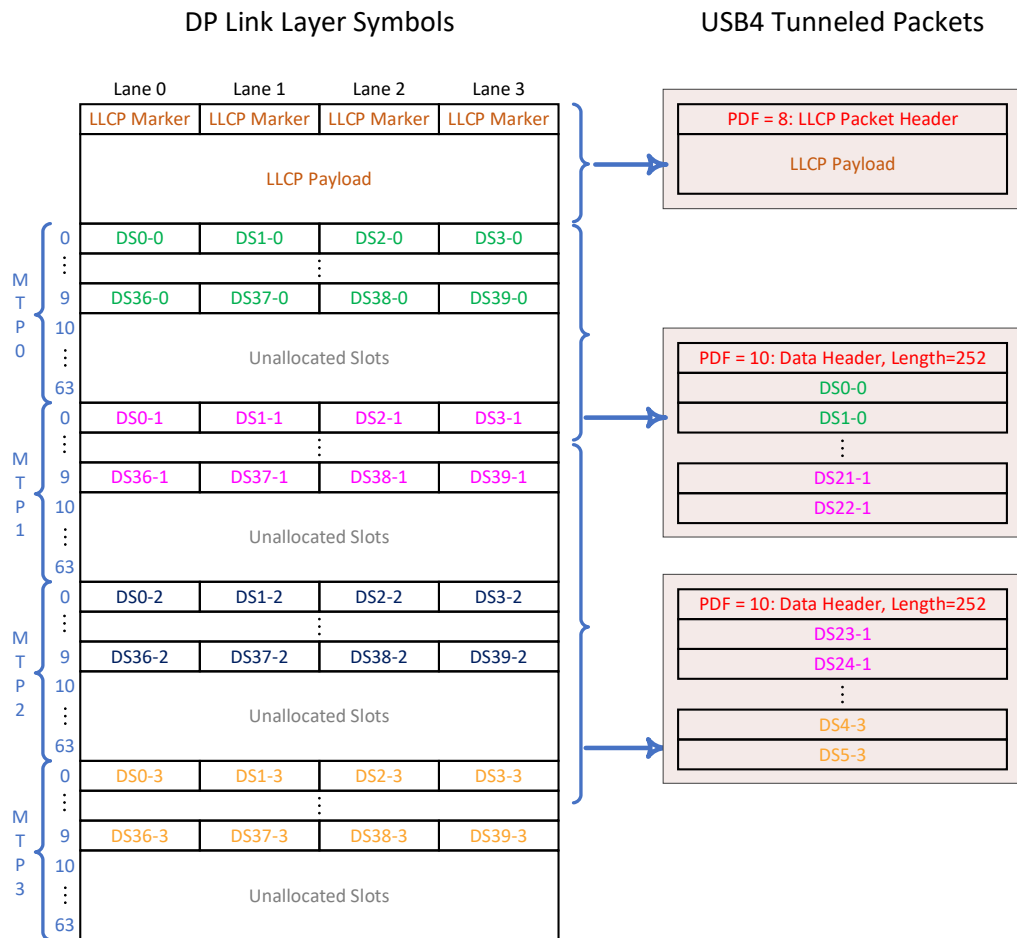 DP Link Layer Symbols
USB4 Tunneled Packets
Lane 0 Lane 1 Lane 2 Lane 3
LLCP Marker LLCP Marker LLCP Marker LLCP Marker
LLCP Payload
PDF = 8: LLCP Packet Header
LLCP Payload
MTP0
0 DS0-0 DS1-0 DS2-0 DS3-0
⋮ ⋮
9 DS36-0 DS37-0 DS38-0 DS39-0
10
⋮ Unallocated Slots
63
PDF = 10: Data Header, Length=252
DS0-0
DS1-0
⋮
DS21-1
DS22-1
MTP1
0 DS0-1 DS1-1 DS2-1 DS3-1
⋮ ⋮
9 DS36-1 DS37-1 DS38-1 DS39-1
10
⋮ Unallocated Slots
63
MTP2
0 DS0-2 DS1-2 DS2-2 DS3-2
⋮ ⋮
9 DS36-2 DS37-2 DS38-2 DS39-2
10
⋮ Unallocated Slots
63
PDF = 10: Data Header, Length=252
DS23-1
DS24-1
⋮
DS4-3
DS5-3
MTP3
0 DS0-3 DS1-3 DS2-3 DS3-3
⋮ ⋮
9 DS36-3 DS37-3 DS38-3 DS39-3
10
⋮ Unallocated Slots
63